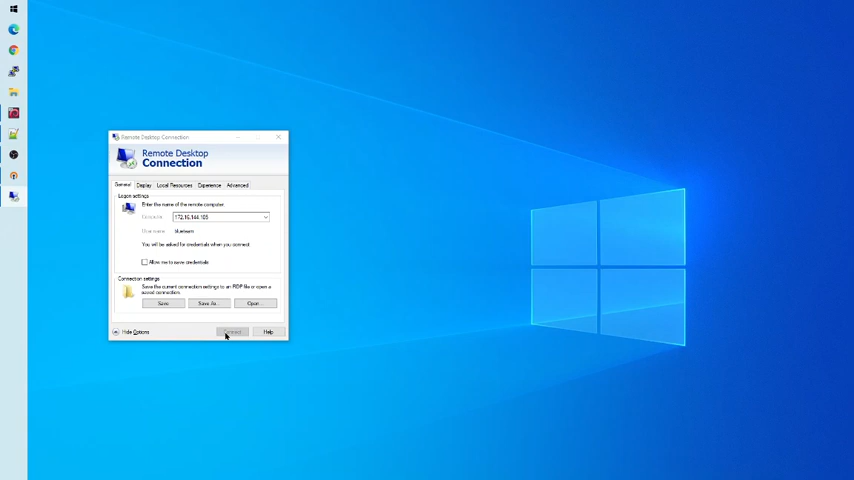 Remote Desktop Connection
Remote Desktop
Connection
General Display Local Resources Experience Advanced
Logon settings
Enter the name of the remote computer.
Computer: 172.16.144.105
User name: blueteam
You will be asked for credentials when you connect.
Allow me to save credentials
Connection settings
Save the current connection settings to an RDP file or open a
saved connection.
Save Save As... Open...
Hide Options Connect Help